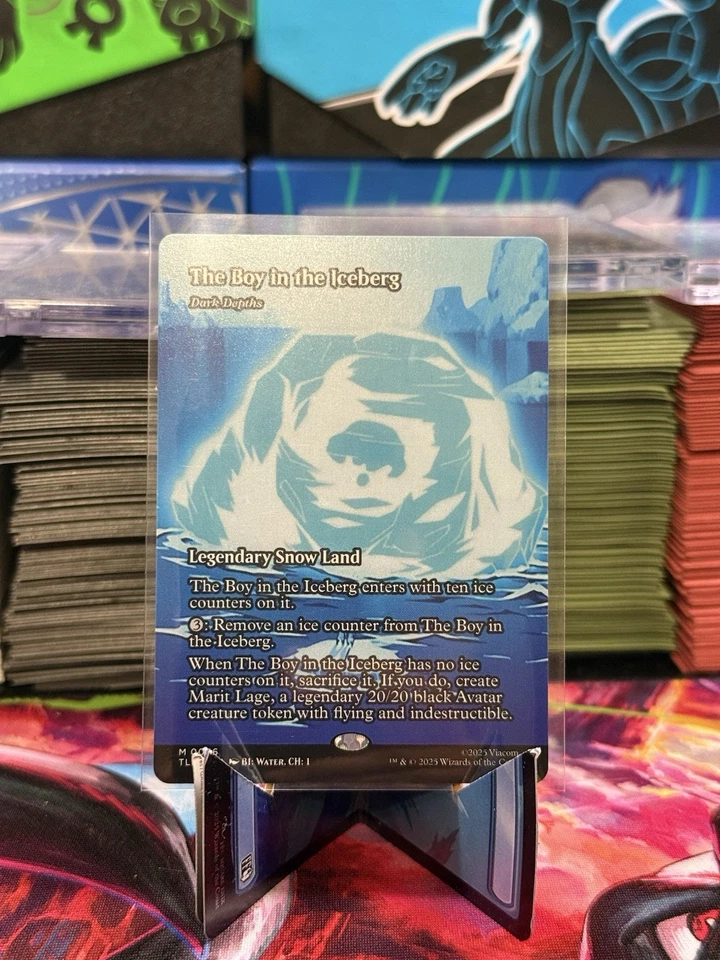 The Boy in the Iceberg
Dark Depths
Legendary Snow Land
The Boy in the Iceberg enters with ten ice
counters on it.
3: Remove an ice counter from The Boy in
the Iceberg.
When The Boy in the Iceberg has no ice
counters on it, sacrifice it. If you do, create
Marit Lage, a legendary 20/20 black Avatar
creature token with flying and indestructible.
M
©2025 Viacom
TL B1: WATER. CH: 1 ™ & © 2025 Wizards of the